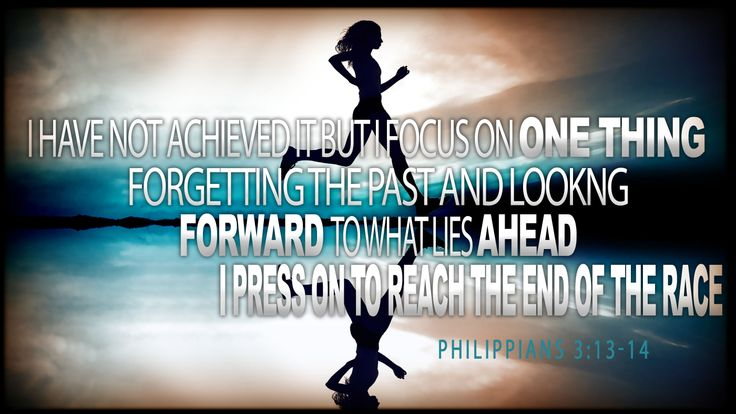 I HAVE NOT ACHIEVED IT BUT I FOCUS ON ONE THING
FORGETTING THE PAST AND LOOKNG
FORWARD TO WHAT LIES AHEAD
I PRESS ON TO REACH THE END OF THE RACE
PHILIPPIANS 3:13-14